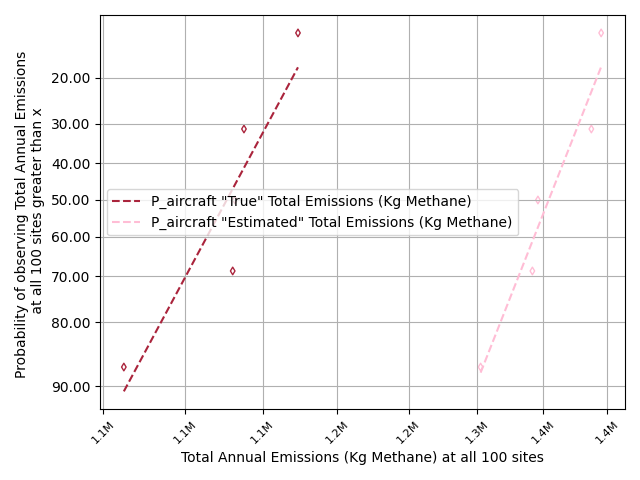 Probability of observing Total Annual Emissions
at all 100 sites greater than x
20.00
30.00
40.00
50.00
60.00
70.00
80.00
90.00
P_aircraft "True" Total Emissions (Kg Methane)
P_aircraft "Estimated" Total Emissions (Kg Methane)
1.1M 1.1M 1.1M 1.2M 1.2M 1.3M 1.4M 1.4M
Total Annual Emissions (Kg Methane) at all 100 sites